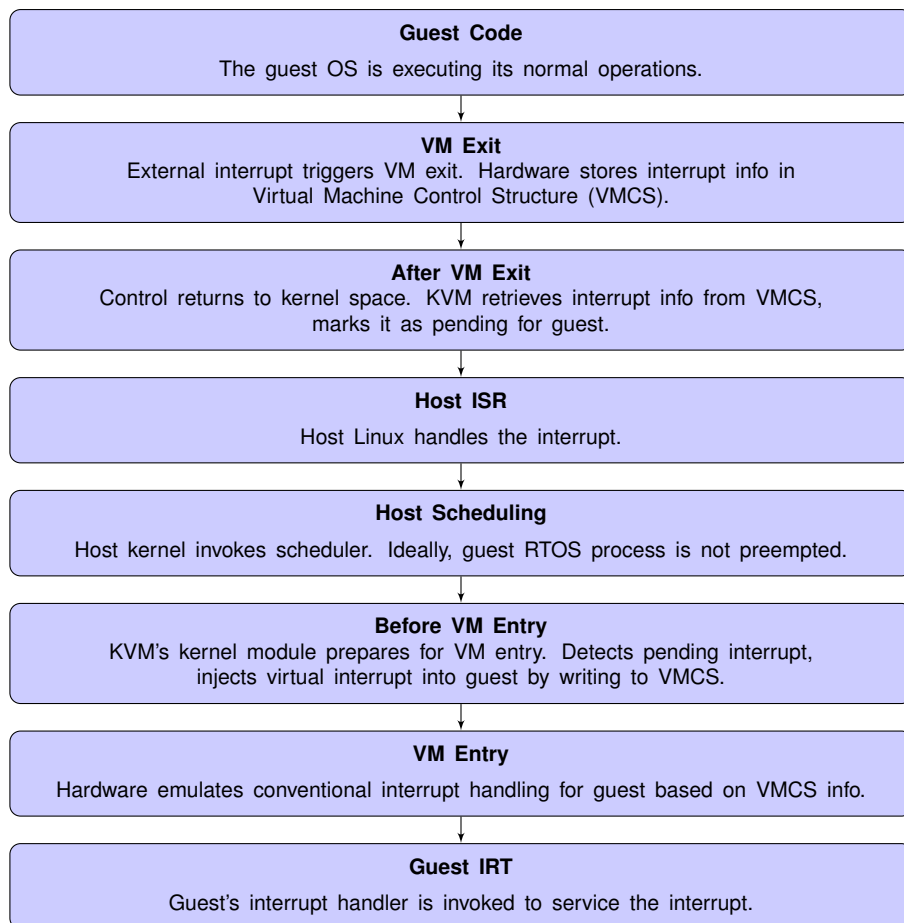 Guest Code
The guest OS is executing its normal operations.
VM Exit
External interrupt triggers VM exit. Hardware stores interrupt info in
Virtual Machine Control Structure (VMCS).
After VM Exit
Control returns to kernel space. KVM retrieves interrupt info from VMCS,
marks it as pending for guest.
Host ISR
Host Linux handles the interrupt.
Host Scheduling
Host kernel invokes scheduler. Ideally, guest RTOS process is not preempted.
Before VM Entry
KVM's kernel module prepares for VM entry. Detects pending interrupt,
injects virtual interrupt into guest by writing to VMCS.
VM Entry
Hardware emulates conventional interrupt handling for guest based on VMCS info.
Guest IRT
Guest's interrupt handler is invoked to service the interrupt.